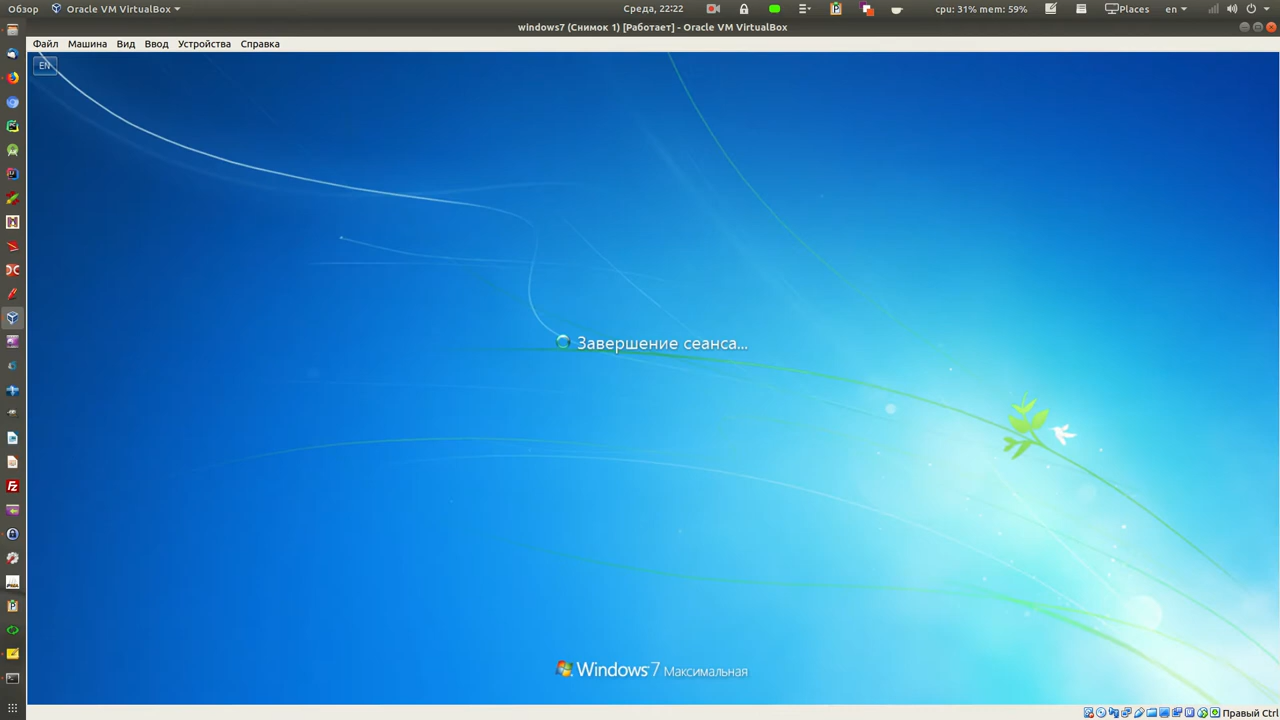 Обзор Oracle VM VirtualBox Среда, 22:22 cpu: 31% mem: 59% Places en
windows7 (Снимок 1) [Работает] - Oracle VM VirtualBox
Файл Машина Вид Ввод Устройства Справка
EN
Завершение сеанса...
Windows 7 Максимальная
Правый Ctrl